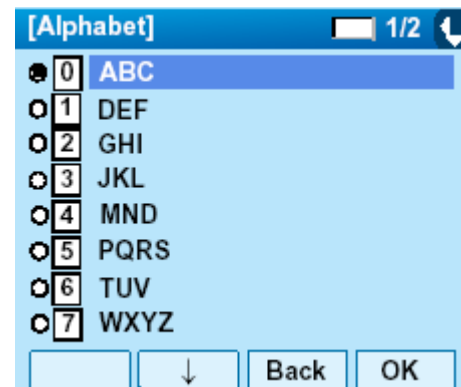 [Alphabet] 1/2
0 ABC
1 DEF
2 GHI
3 JKL
4 MND
5 PQRS
6 TUV
7 WXYZ
↓ Back OK